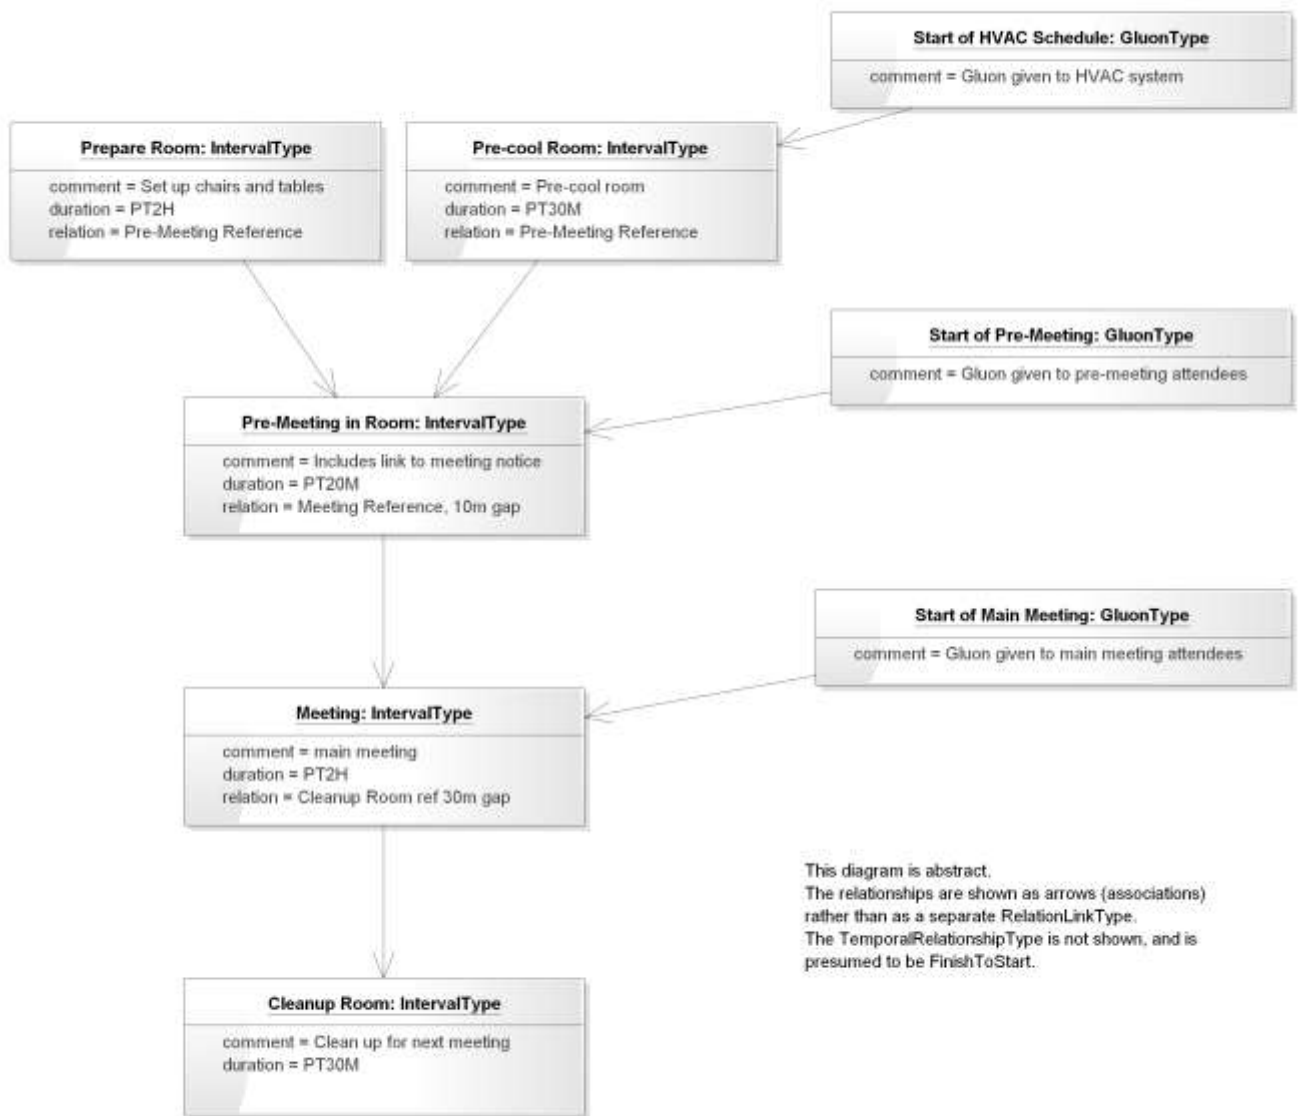 Start of HVAC Schedule: GluonType
comment = Gluon given to HVAC system
Prepare Room: IntervalType
comment = Set up chairs and tables
duration = PT2H
relation = Pre-Meeting Reference
Pre-cool Room: IntervalType
comment = Pre-cool room
duration = PT30M
relation = Pre-Meeting Reference
Start of Pre-Meeting: GluonType
comment = Gluon given to pre-meeting attendees
Pre-Meeting in Room: IntervalType
comment = Includes link to meeting notice
duration = PT20M
relation = Meeting Reference, 10m gap
Start of Main Meeting: GluonType
comment = Gluon given to main meeting attendees
Meeting: IntervalType
comment = main meeting
duration = PT2H
relation = Cleanup Room ref 30m gap
This diagram is abstract.
The relationships are shown as arrows (associations)
rather than as a separate RelationLinkType.
The TemporalRelationshipType is not shown, and is
presumed to be FinishToStart.
Cleanup Room: IntervalType
comment = Clean up for next meeting
duration = PT30M